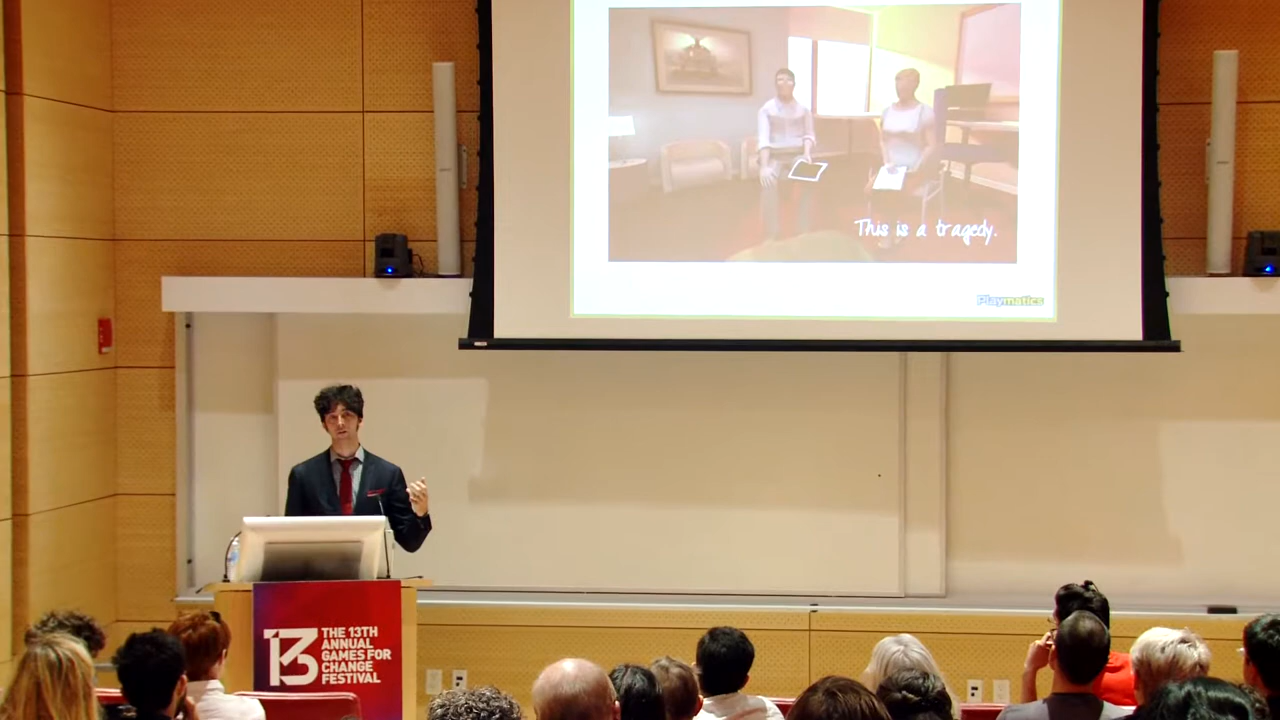 This is a tragedy.
Playmatics
13
THE 13TH
ANNUAL
GAMES FOR
CHANGE
FESTIVAL